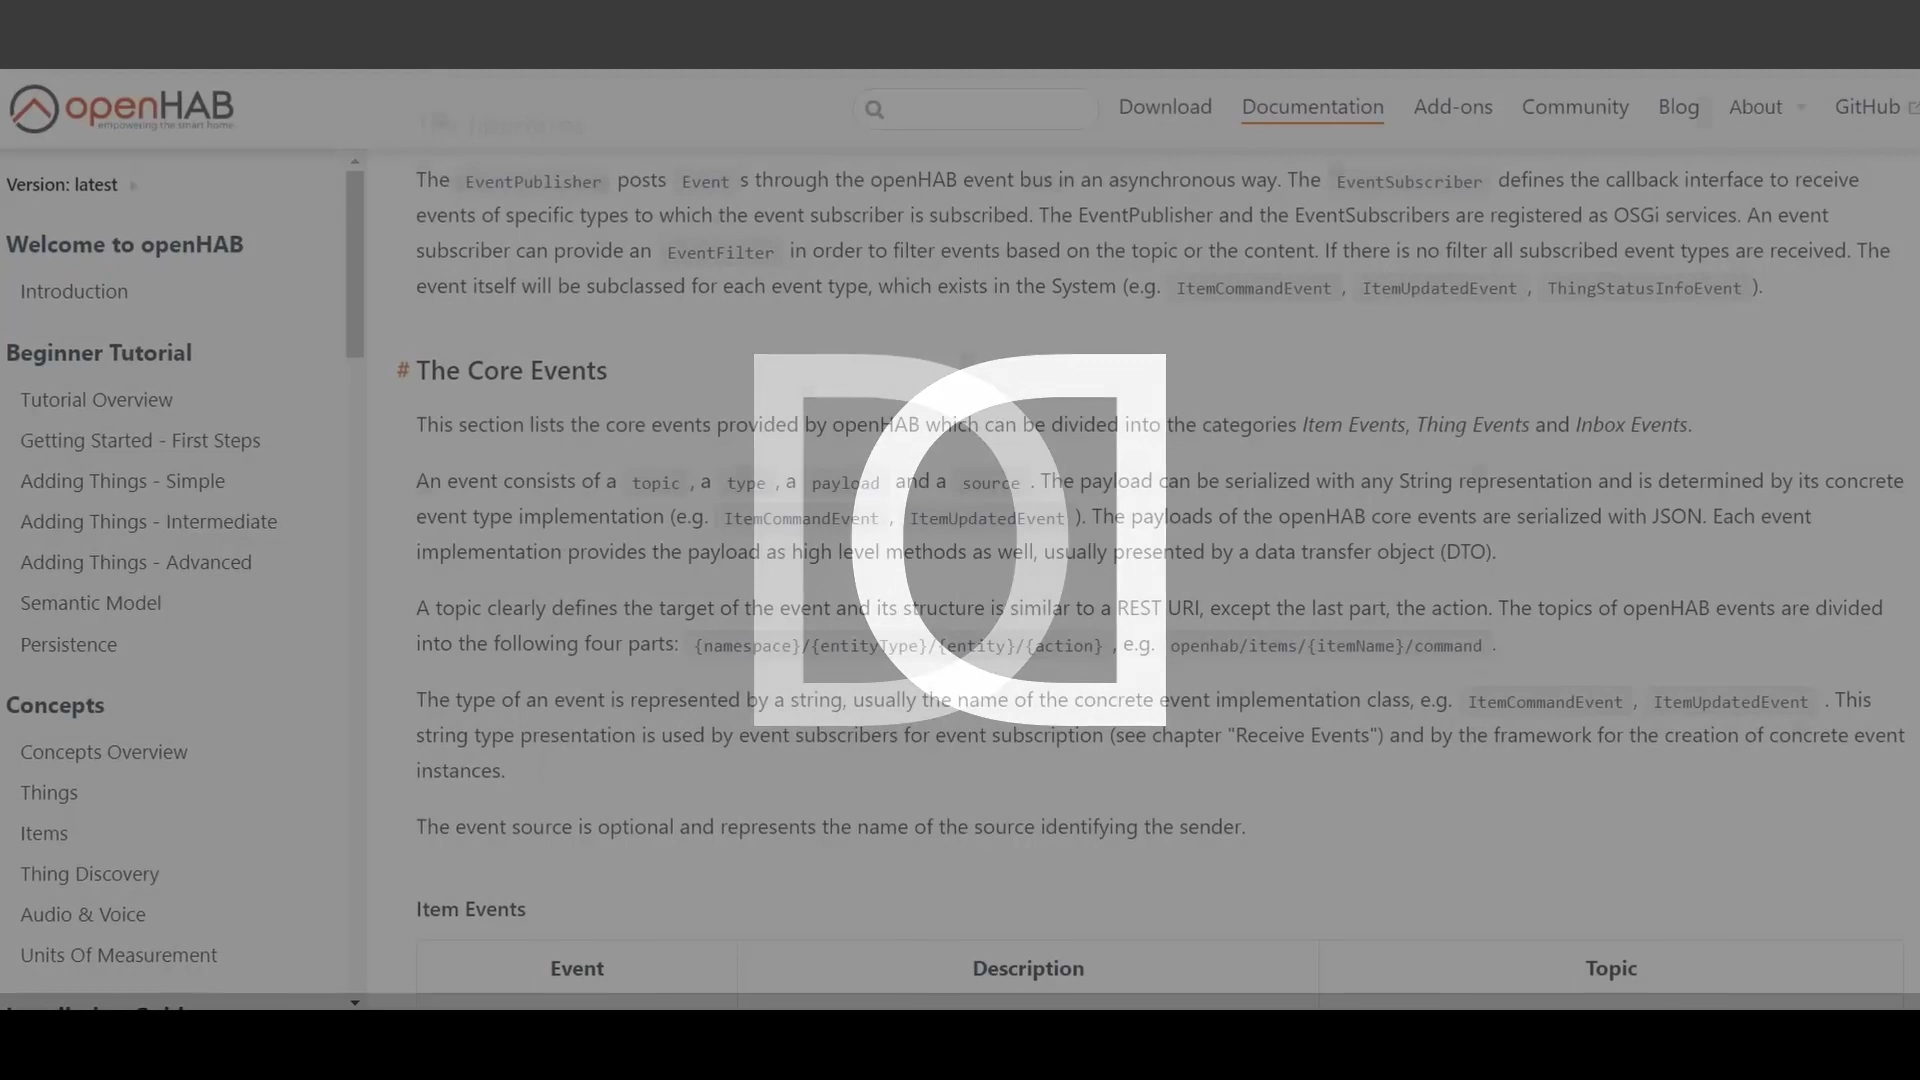 openHAB
empowering the smart home
Download Documentation Add-ons Community Blog About GitHub
Version: latest
Welcome to openHAB
Introduction
Beginner Tutorial
Tutorial Overview
Getting Started - First Steps
Adding Things - Simple
Adding Things - Intermediate
Adding Things - Advanced
Semantic Model
Persistence
Concepts
Concepts Overview
Things
Items
Thing Discovery
Audio & Voice
Units Of Measurement
The EventPublisher posts Event s through the openHAB event bus in an asynchronous way. The EventSubscriber defines the callback interface to receive
events of specific types to which the event subscriber is subscribed. The EventPublisher and the EventSubscribers are registered as OSGi services. An event
subscriber can provide an EventFilter in order to filter events based on the topic or the content. If there is no filter all subscribed event types are received. The
event itself will be subclassed for each event type, which exists in the System (e.g. ItemCommandEvent , ItemUpdatedEvent , ThingStatusInfoEvent ).
# The Core Events
This section lists the core events provided by openHAB which can be divided into the categories Item Events, Thing Events and Inbox Events.
An event consists of a topic , a type , a payload and a source . The payload can be serialized with any String representation and is determined by its concrete
event type implementation (e.g. ItemCommandEvent , ItemUpdatedEvent ). The payloads of the openHAB core events are serialized with JSON. Each event
implementation provides the payload as high level methods as well, usually presented by a data transfer object (DTO).
A topic clearly defines the target of the event and its structure is similar to a REST URI, except the last part, the action. The topics of openHAB events are divided
into the following four parts: {namespace}/{entityType}/{entity}/{action} , e.g. openhab/items/{itemName}/command .
The type of an event is represented by a string, usually the name of the concrete event implementation class, e.g. ItemCommandEvent , ItemUpdatedEvent . This
string type presentation is used by event subscribers for event subscription (see chapter "Receive Events") and by the framework for the creation of concrete event
instances.
The event source is optional and represents the name of the source identifying the sender.
Item Events
Event Description Topic